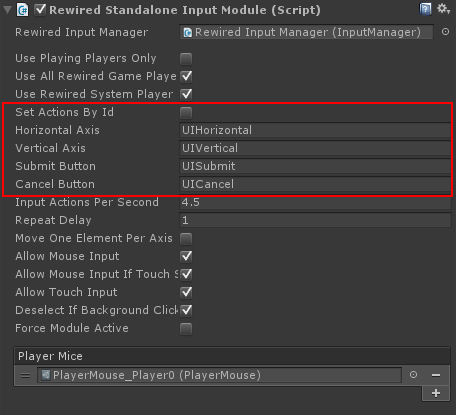 Rewired Standalone Input Module (Script)
Rewired Input Manager Rewired Input Manager (InputManager)
Use Playing Players Only
Use All Rewired Game Playe
Use Rewired System Player
Set Actions By Id
Horizontal Axis UIHorizontal
Vertical Axis UIVertical
Submit Button UISubmit
Cancel Button UICancel
Input Actions Per Second 4.5
Repeat Delay 1
Move One Element Per Axis
Allow Mouse Input
Allow Mouse Input If Touch S
Allow Touch Input
Deselect If Background Click
Force Module Active
Player Mice
PlayerMouse_Player0 (PlayerMouse)